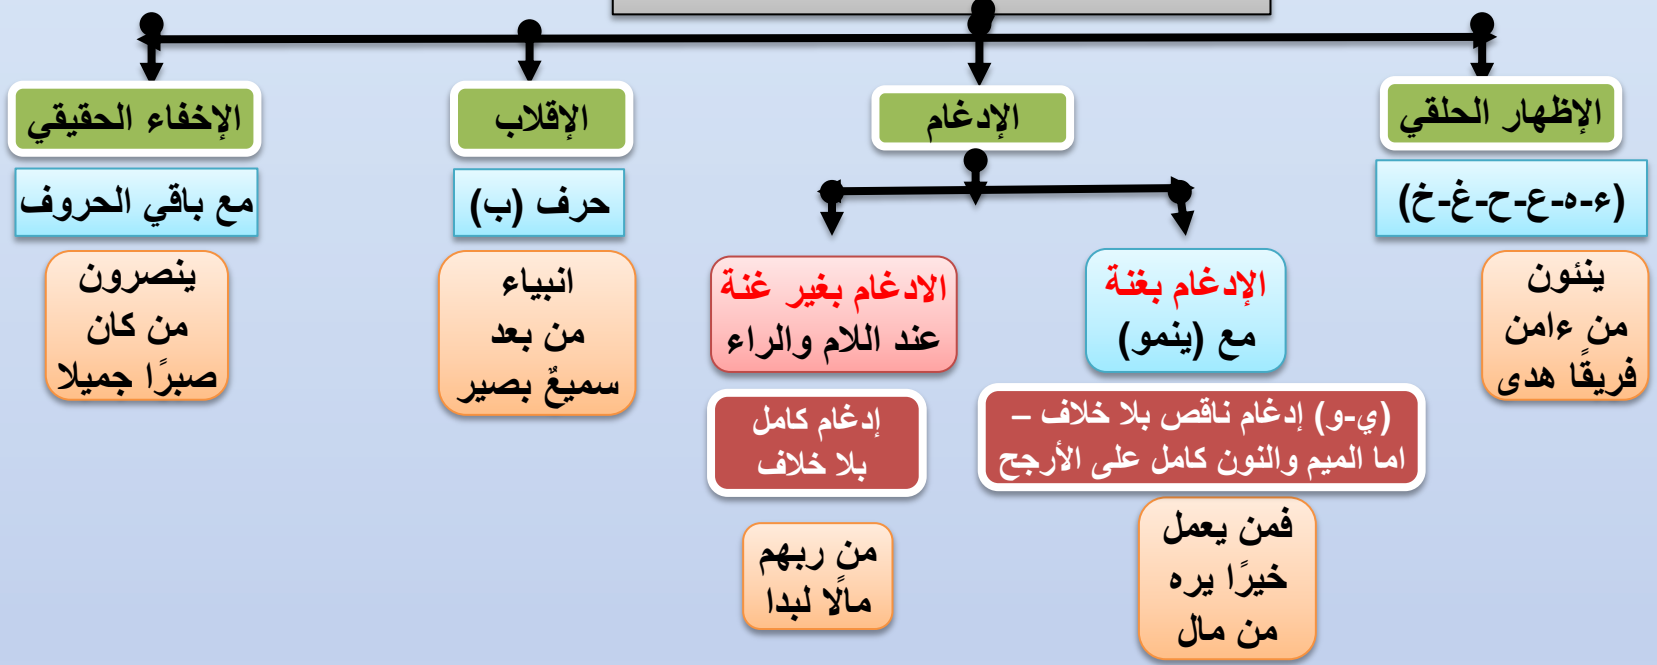 الإظهار الحلقي
(ء-ه-ع-ح-غ-خ)
ينئون
من ءامن
فريقًا هدى
الإدغام
الإدغام بغنة
مع (ينمو)
(ي-و) إدغام ناقص بلا خلاف –
اما الميم والنون كامل على الأرجح
فمن يعمل
خيرًا يره
من مال
الادغام بغير غنة
عند اللام والراء
إدغام كامل
بلا خلاف
من ربهم
مالًا لبدا
الإقلاب
حرف (ب)
انبياء
من بعد
سميعٌ بصير
الإخفاء الحقيقي
مع باقي الحروف
ينصرون
من كان
صبرًا جميلا